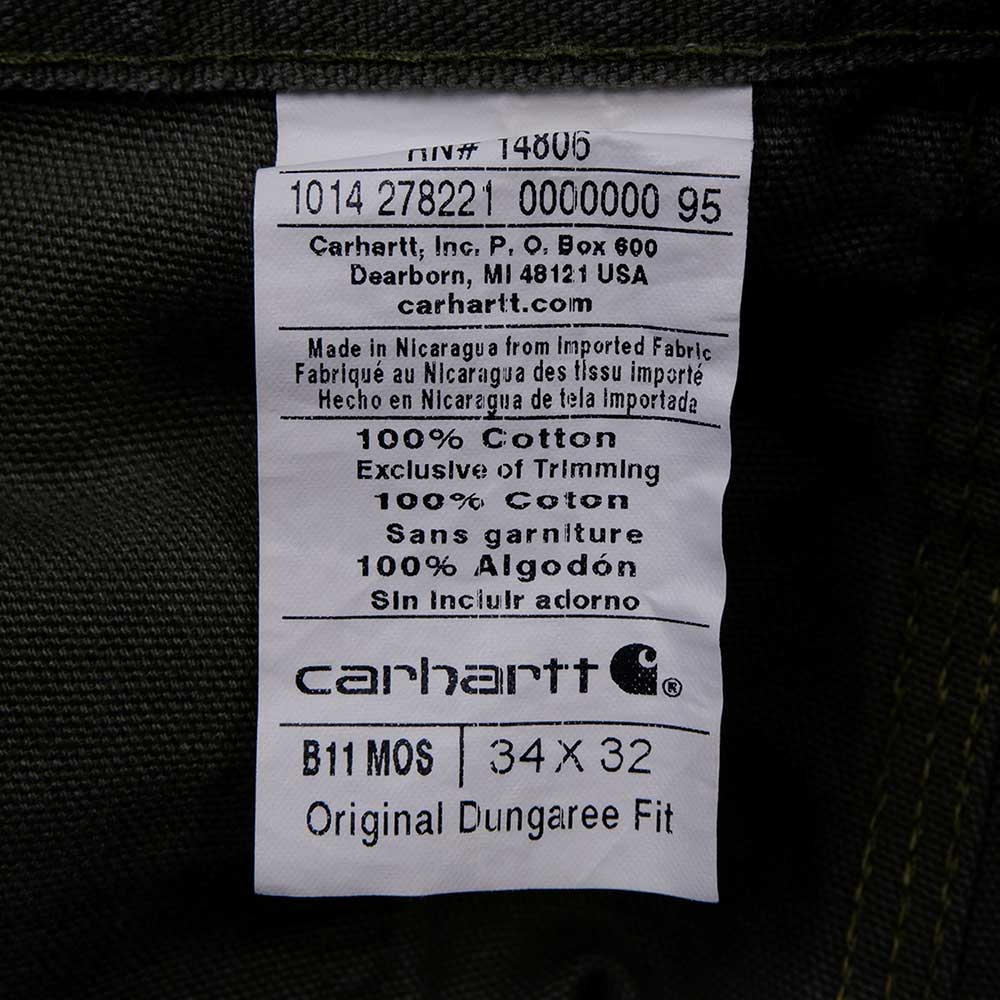 RN# 14806
1014 278221 0000000 95
Carhartt, Inc. P. O. Box 600
Dearborn, MI 48121 USA
carhartt.com
Made in Nicaragua from Imported Fabric
Fabriqué au Nicaragua des tissu importé
Hecho en Nicaragua de tela Importada
100% Cotton
Exclusive of Trimming
100% Coton
Sans garniture
100% Algodón
Sin Incluir adorno
carhartt ®
B11 MOS | 34 X 32
Original Dungaree Fit